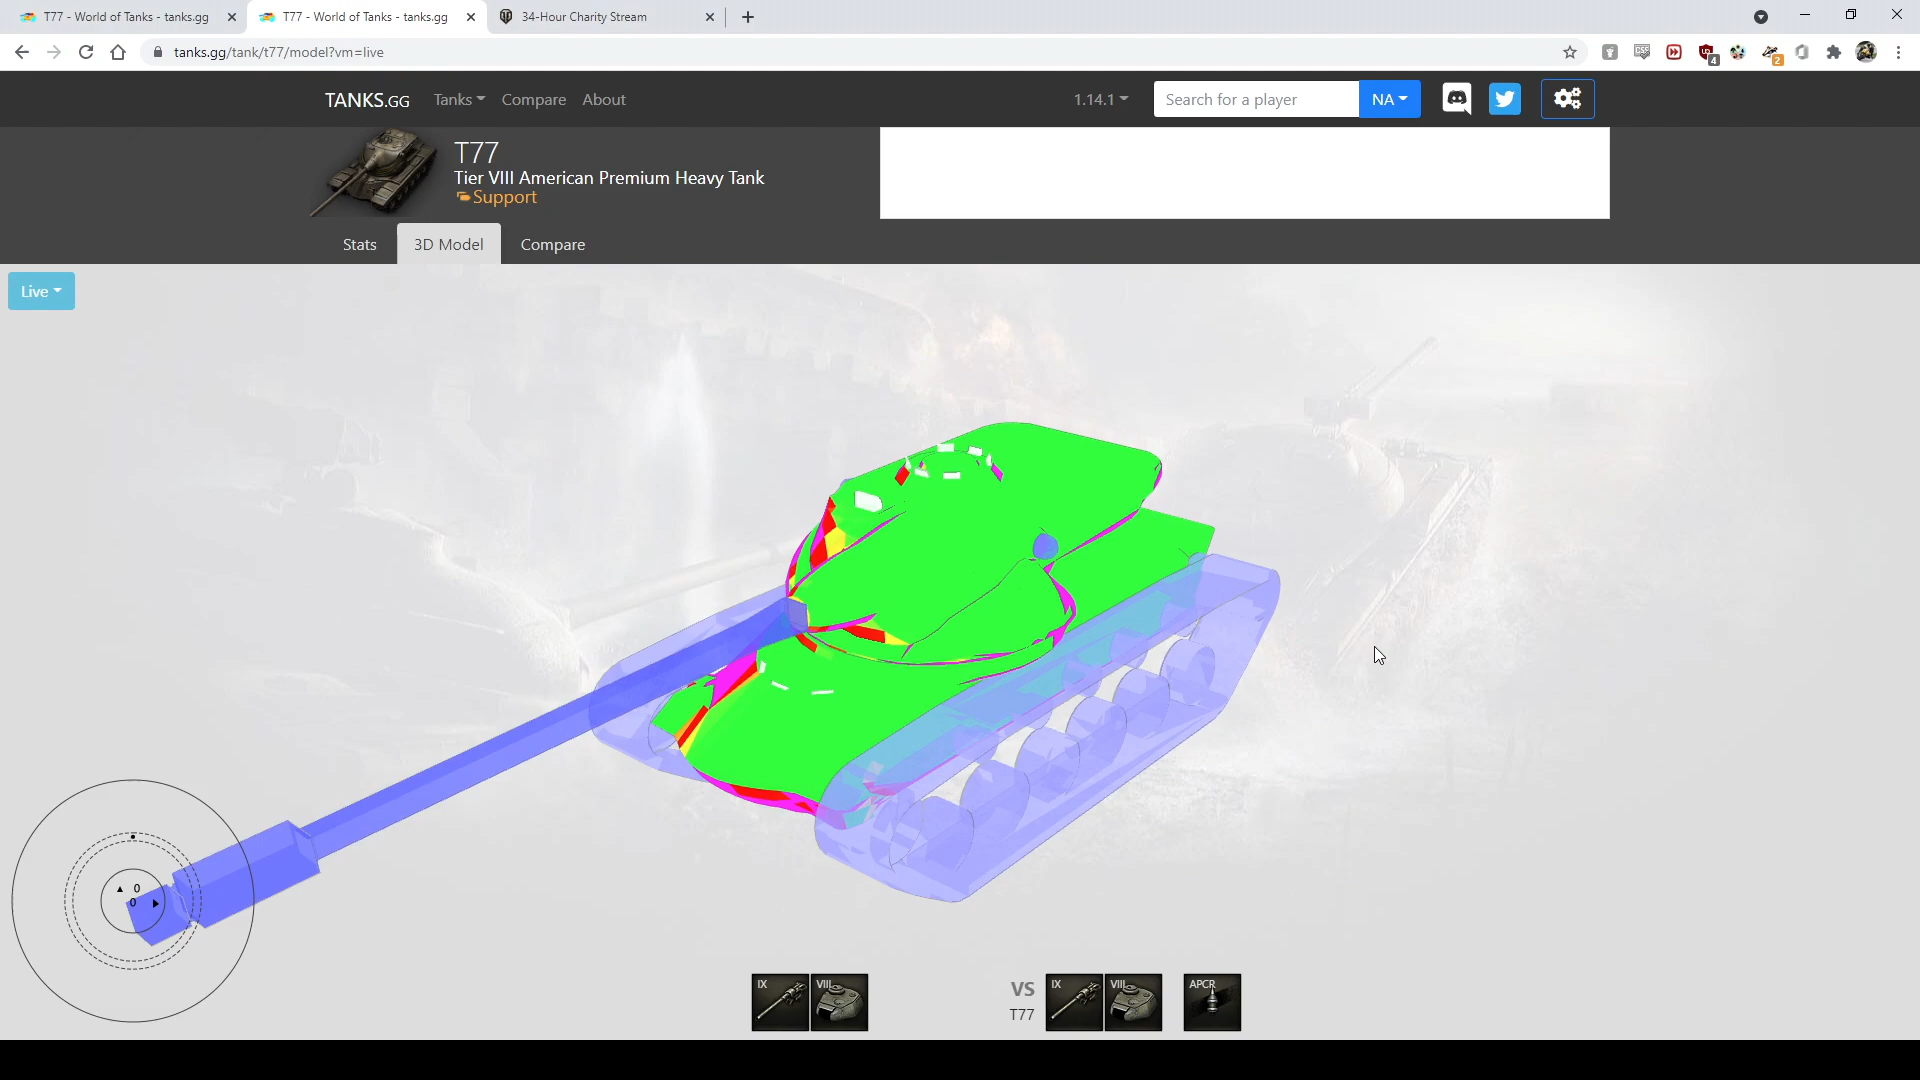 T77 - World of Tanks - tanks.gg
T77 - World of Tanks - tanks.gg
34-Hour Charity Stream
tanks.gg/tank/t77/model?vm=live
4
2
TANKS.GG
Tanks
Compare
About
1.14.1
Search for a player
NA
T77
Tier VIII American Premium Heavy Tank
Support
Stats
3D Model
Compare
Live
0
0
IX
VIII
VS
T77
IX
VIII
APCR